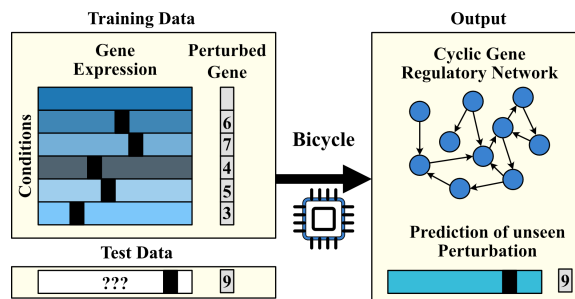 Training Data
Gene
Expression
Perturbed
Gene
Conditions
6
7
4
5
3
Test Data
???
9
Bicycle
Output
Cyclic Gene
Regulatory Network
Prediction of unseen
Perturbation
9